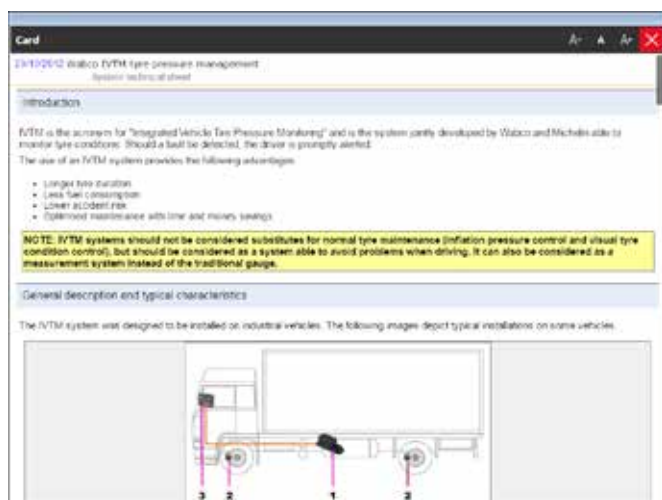 Card
A- A A+
23/10/2012 Wabco IVTM tyre pressure management
System technical sheet
Introduction
IVTM is the acronym for "Integrated Vehicle Tire Pressure Monitoring" and is the system jointly developed by Wabco and Michelin able to
monitor tyre conditions. Should a fault be detected, the driver is promptly alerted.
The use of an IVTM system provides the following advantages:
• Longer tyre duration
• Less fuel consumption
• Lower accident risk
• Optimised maintenance with time and money savings
NOTE: IVTM systems should not be considered substitutes for normal tyre maintenance (inflation pressure control and visual tyre
condition control), but should be considered as a system able to avoid problems when driving. It can also be considered as a
measurement system instead of the traditional gauge.
General description and typical characteristics
The IVTM system was designed to be installed on industrial vehicles. The following images depict typical installations on some vehicles.
3 2 1 2